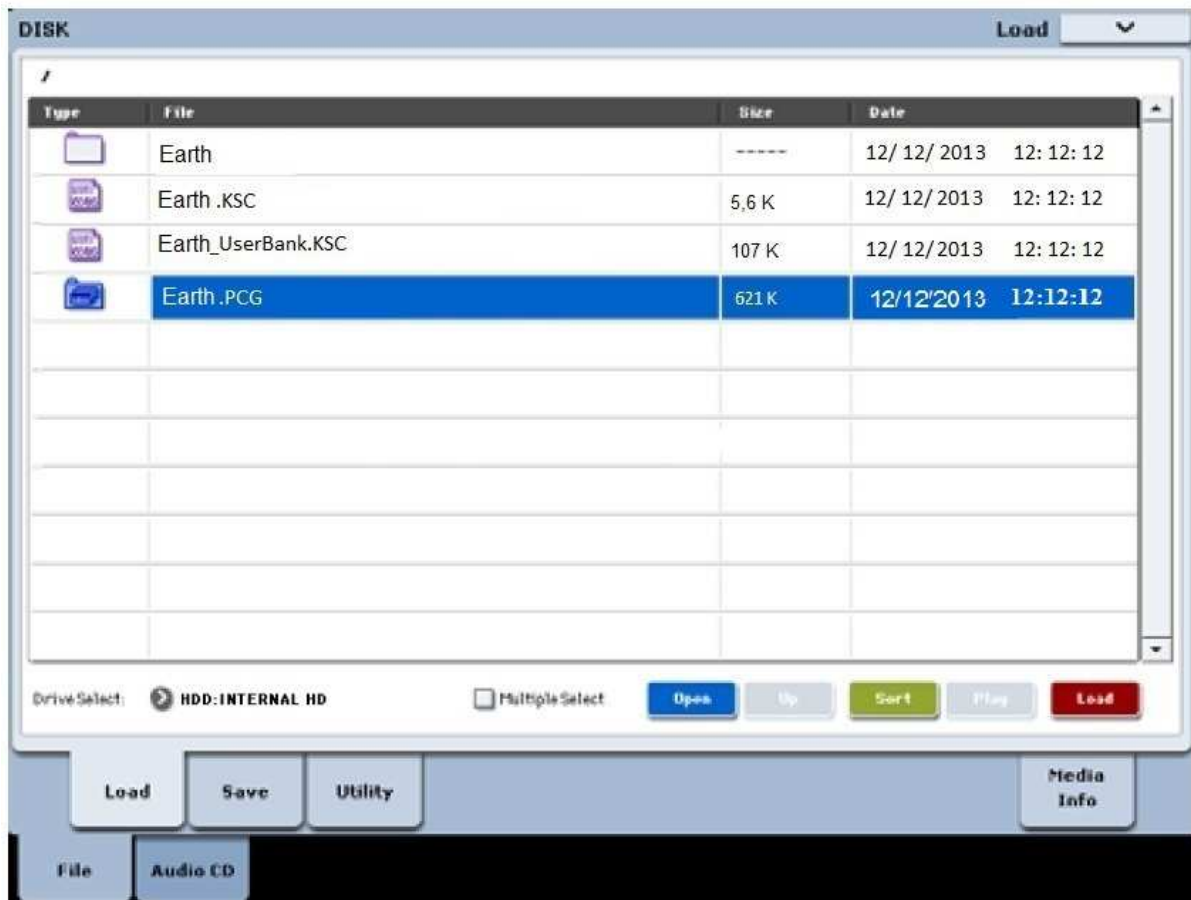 DISK Load
/
Type File Size Date
Earth ----- 12/ 12/ 2013 12: 12: 12
Earth .KSC 5,6 K 12/ 12/ 2013 12: 12: 12
Earth_UserBank.KSC 107 K 12/ 12/ 2013 12: 12: 12
Earth .PCG 621 K 12/12/2013 12:12:12
Drive Select: HDD:INTERNAL HD Multiple Select Open Up Sort Play Load
Load Save Utility Media
Info
File Audio CD